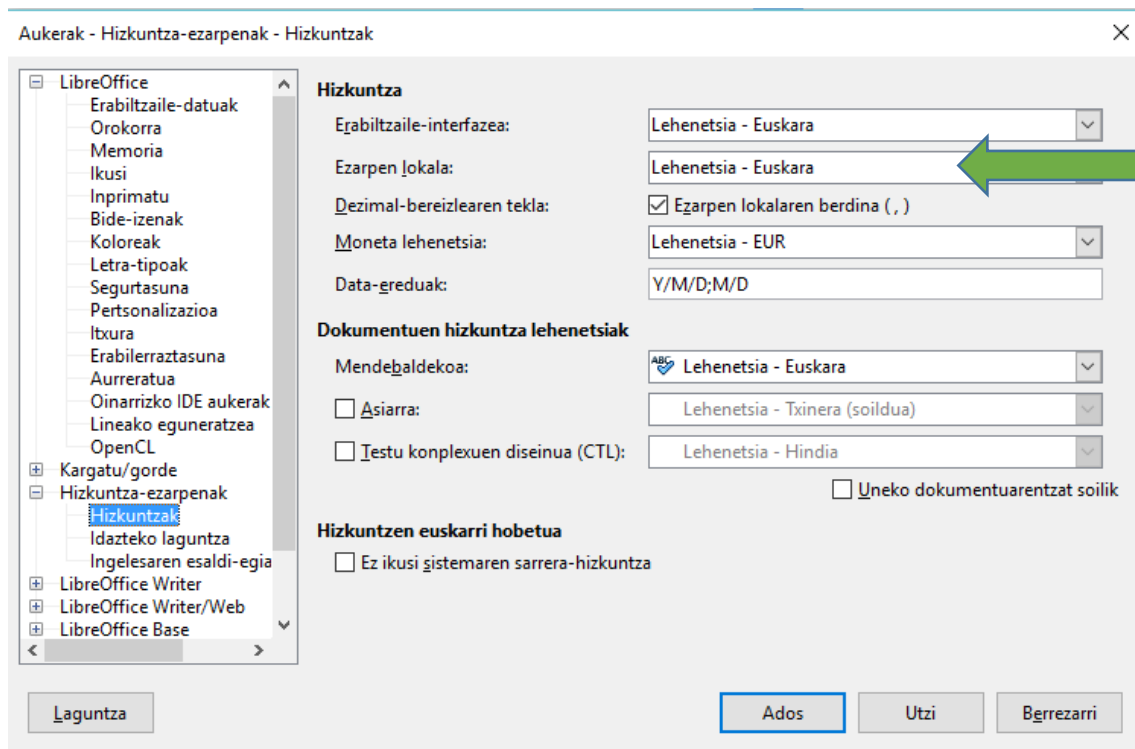 Aukerak - Hizkuntza-ezarpenak - Hizkuntzak
LibreOffice
Erabiltzaile-datuak
Orokorra
Memoria
Ikusi
Inprimatu
Bide-izenak
Koloreak
Letra-tipoak
Segurtasuna
Pertsonalizazioa
Itxura
Erabilerraztasuna
Aurreratua
Oinarrizko IDE aukerak
Lineako eguneratzea
OpenCL
Kargatu/gorde
Hizkuntza-ezarpenak
Hizkuntzak
Idazteko laguntza
Ingelesaren esaldi-egia
LibreOffice Writer
LibreOffice Writer/Web
LibreOffice Base
Hizkuntza
Erabiltzaile-interfazea: Lehenetsia - Euskara
Ezarpen lokala: Lehenetsia - Euskara
Dezimal-bereizlearen tekla: Ezarpen lokalaren berdina ( , )
Moneta lehenetsia: Lehenetsia - EUR
Data-ereduak: Y/M/D;M/D
Dokumentuen hizkuntza lehenetsiak
Mendebaldekoa: ABC Lehenetsia - Euskara
Asiarra: Lehenetsia - Txinera (soildua)
Testu konplexuen diseinua (CTL): Lehenetsia - Hindia
Uneko dokumentuarentzat soilik
Hizkuntzen euskarri hobetua
Ez ikusi sistemaren sarrera-hizkuntza
Laguntza Ados Utzi Berrezarri